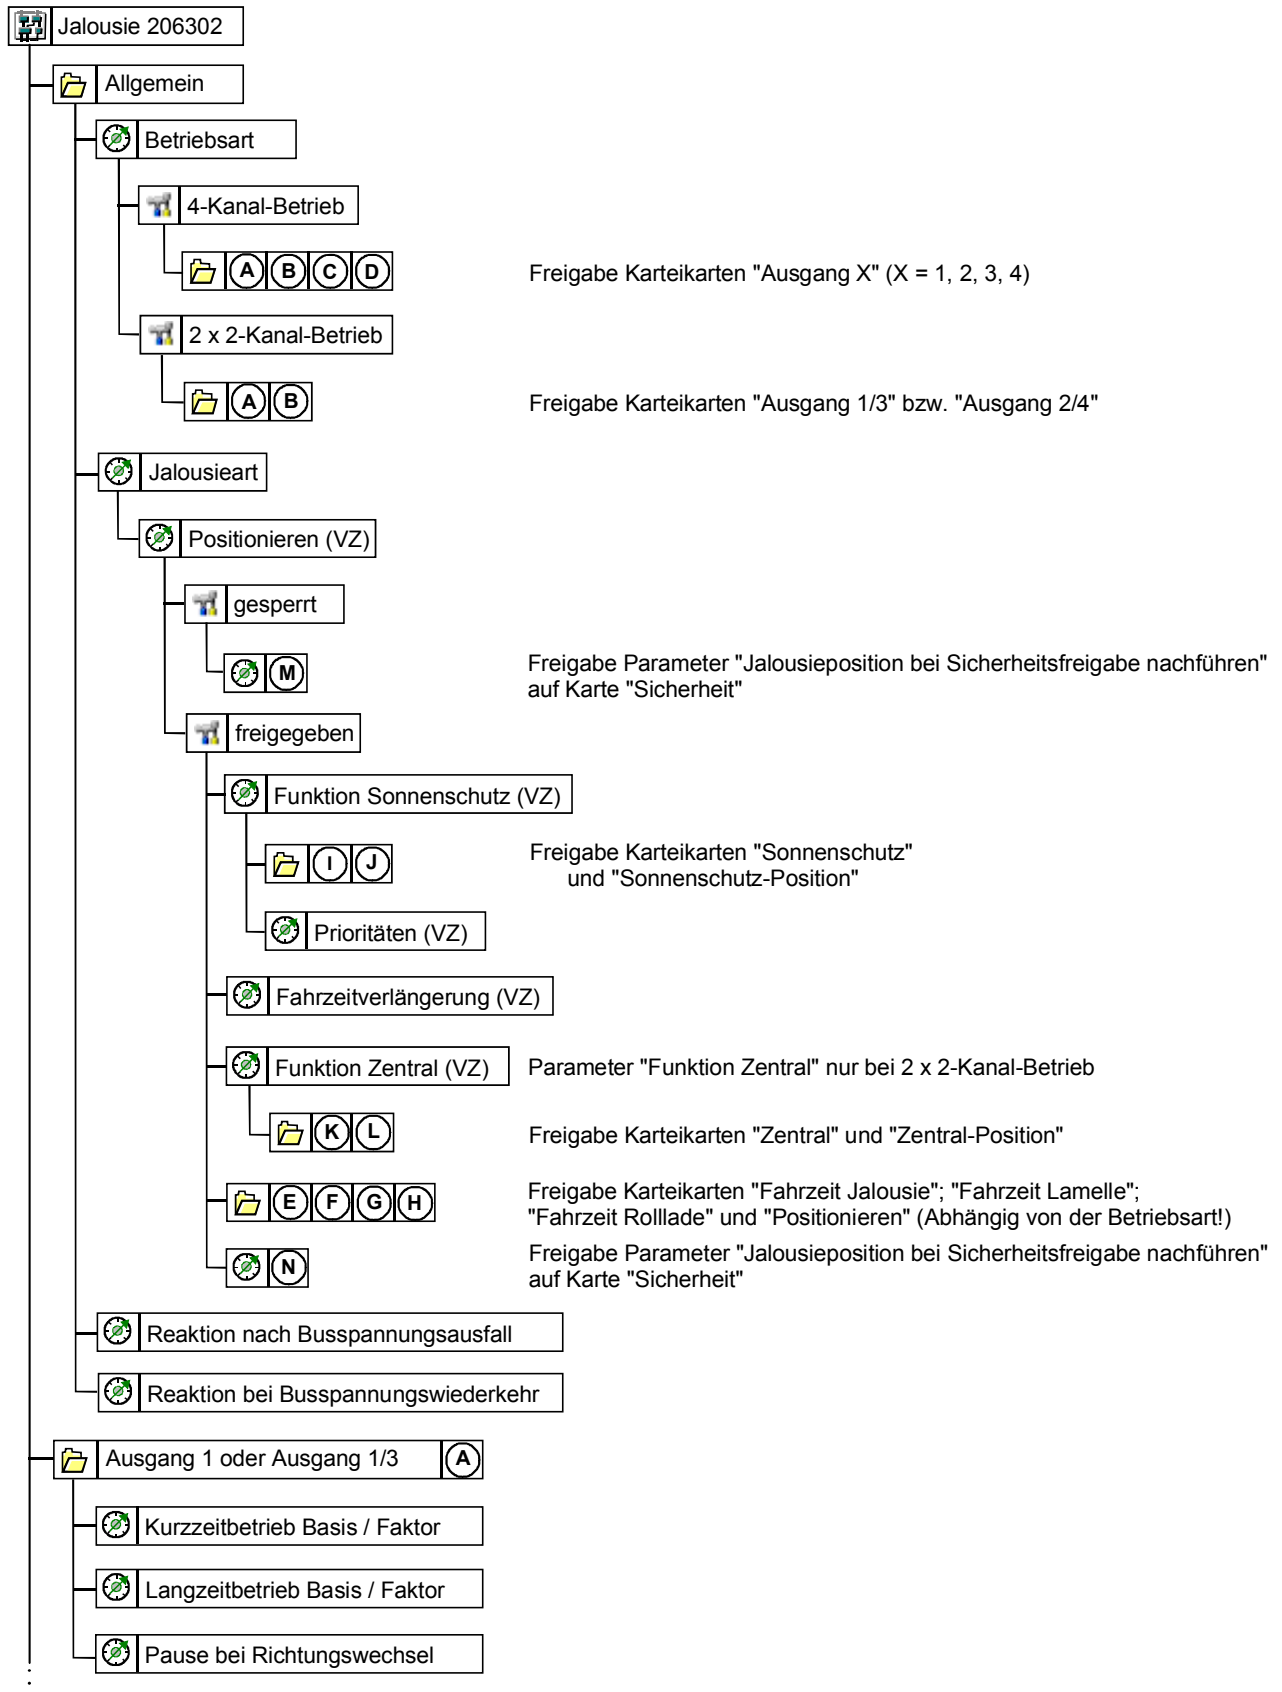 Jalousie 206302
Allgemein
Betriebsart
4-Kanal-Betrieb
A B C D Freigabe Karteikarten "Ausgang X" (X = 1, 2, 3, 4)
2 x 2-Kanal-Betrieb
A B Freigabe Karteikarten "Ausgang 1/3" bzw. "Ausgang 2/4"
Jalousieart
Positionieren (VZ)
gesperrt
M Freigabe Parameter "Jalousieposition bei Sicherheitsfreigabe nachführen"
auf Karte "Sicherheit"
freigegeben
Funktion Sonnenschutz (VZ)
I J Freigabe Karteikarten "Sonnenschutz"
und "Sonnenschutz-Position"
Prioritäten (VZ)
Fahrzeitverlängerung (VZ)
Funktion Zentral (VZ) Parameter "Funktion Zentral" nur bei 2 x 2-Kanal-Betrieb
K L Freigabe Karteikarten "Zentral" und "Zentral-Position"
E F G H Freigabe Karteikarten "Fahrzeit Jalousie"; "Fahrzeit Lamelle";
"Fahrzeit Rolllade" und "Positionieren" (Abhängig von der Betriebsart!)
N Freigabe Parameter "Jalousieposition bei Sicherheitsfreigabe nachführen"
auf Karte "Sicherheit"
Reaktion nach Busspannungsausfall
Reaktion bei Busspannungswiederkehr
Ausgang 1 oder Ausgang 1/3 A
Kurzzeitbetrieb Basis / Faktor
Langzeitbetrieb Basis / Faktor
Pause bei Richtungswechsel